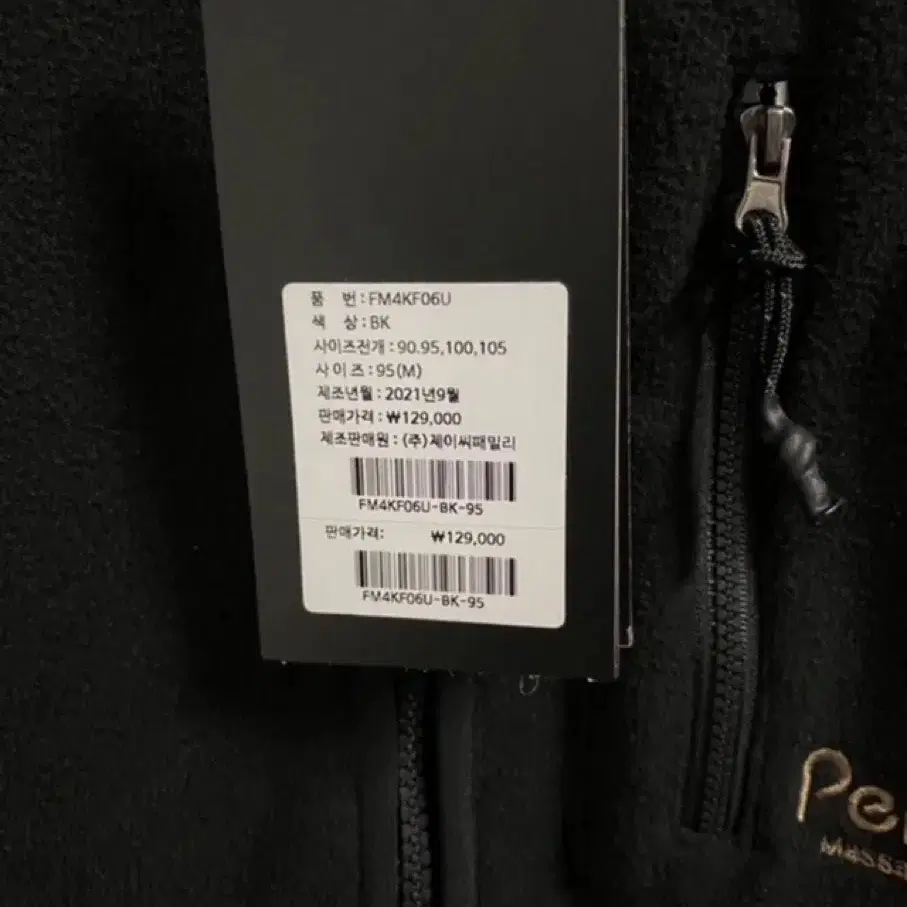 품 번 : FM4KF06U
색 상 : BK
사이즈전개 : 90.95,100,105
사 이 즈 : 95(M)
제조년월 : 2021년9월
판매가격 : ₩129,000
제조판매원 : (주)제이씨패밀리
FM4KF06U-BK-95
판매가격: ₩129,000
FM4KF06U-BK-95
Pe
Massa